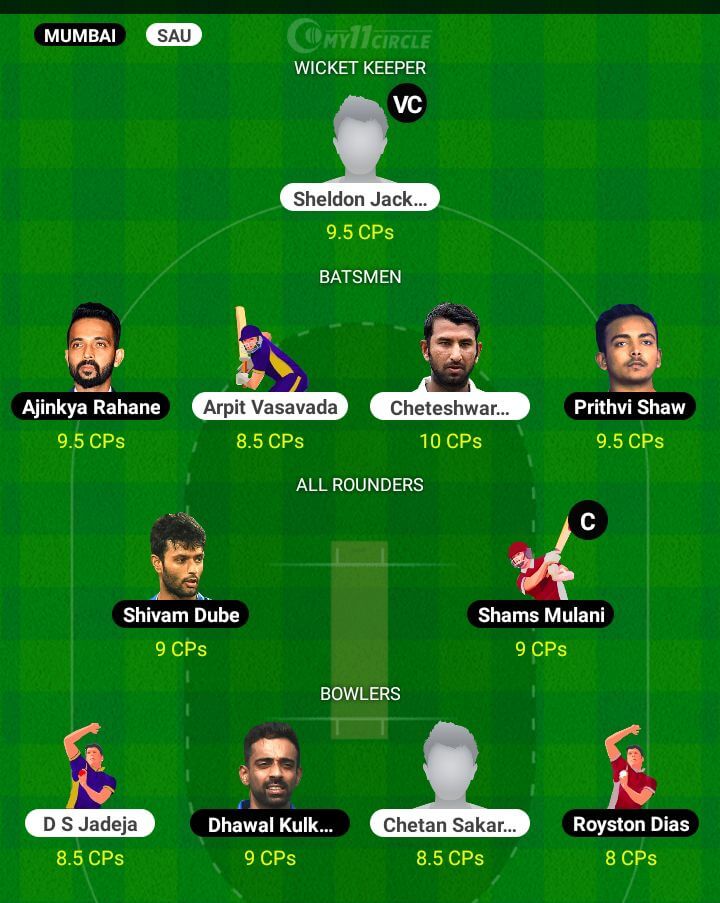 MUMBAI SAU MY11CIRCLE
WICKET KEEPER
VC
Sheldon Jack...
9.5 CPs
BATSMEN
Ajinkya Rahane Arpit Vasavada Cheteshwar... Prithvi Shaw
9.5 CPs 8.5 CPs 10 CPs 9.5 CPs
ALL ROUNDERS
C
Shivam Dube Shams Mulani
9 CPs 9 CPs
BOWLERS
D S Jadeja Dhawal Kulk... Chetan Sakar... Royston Dias
8.5 CPs 9 CPs 8.5 CPs 8 CPs